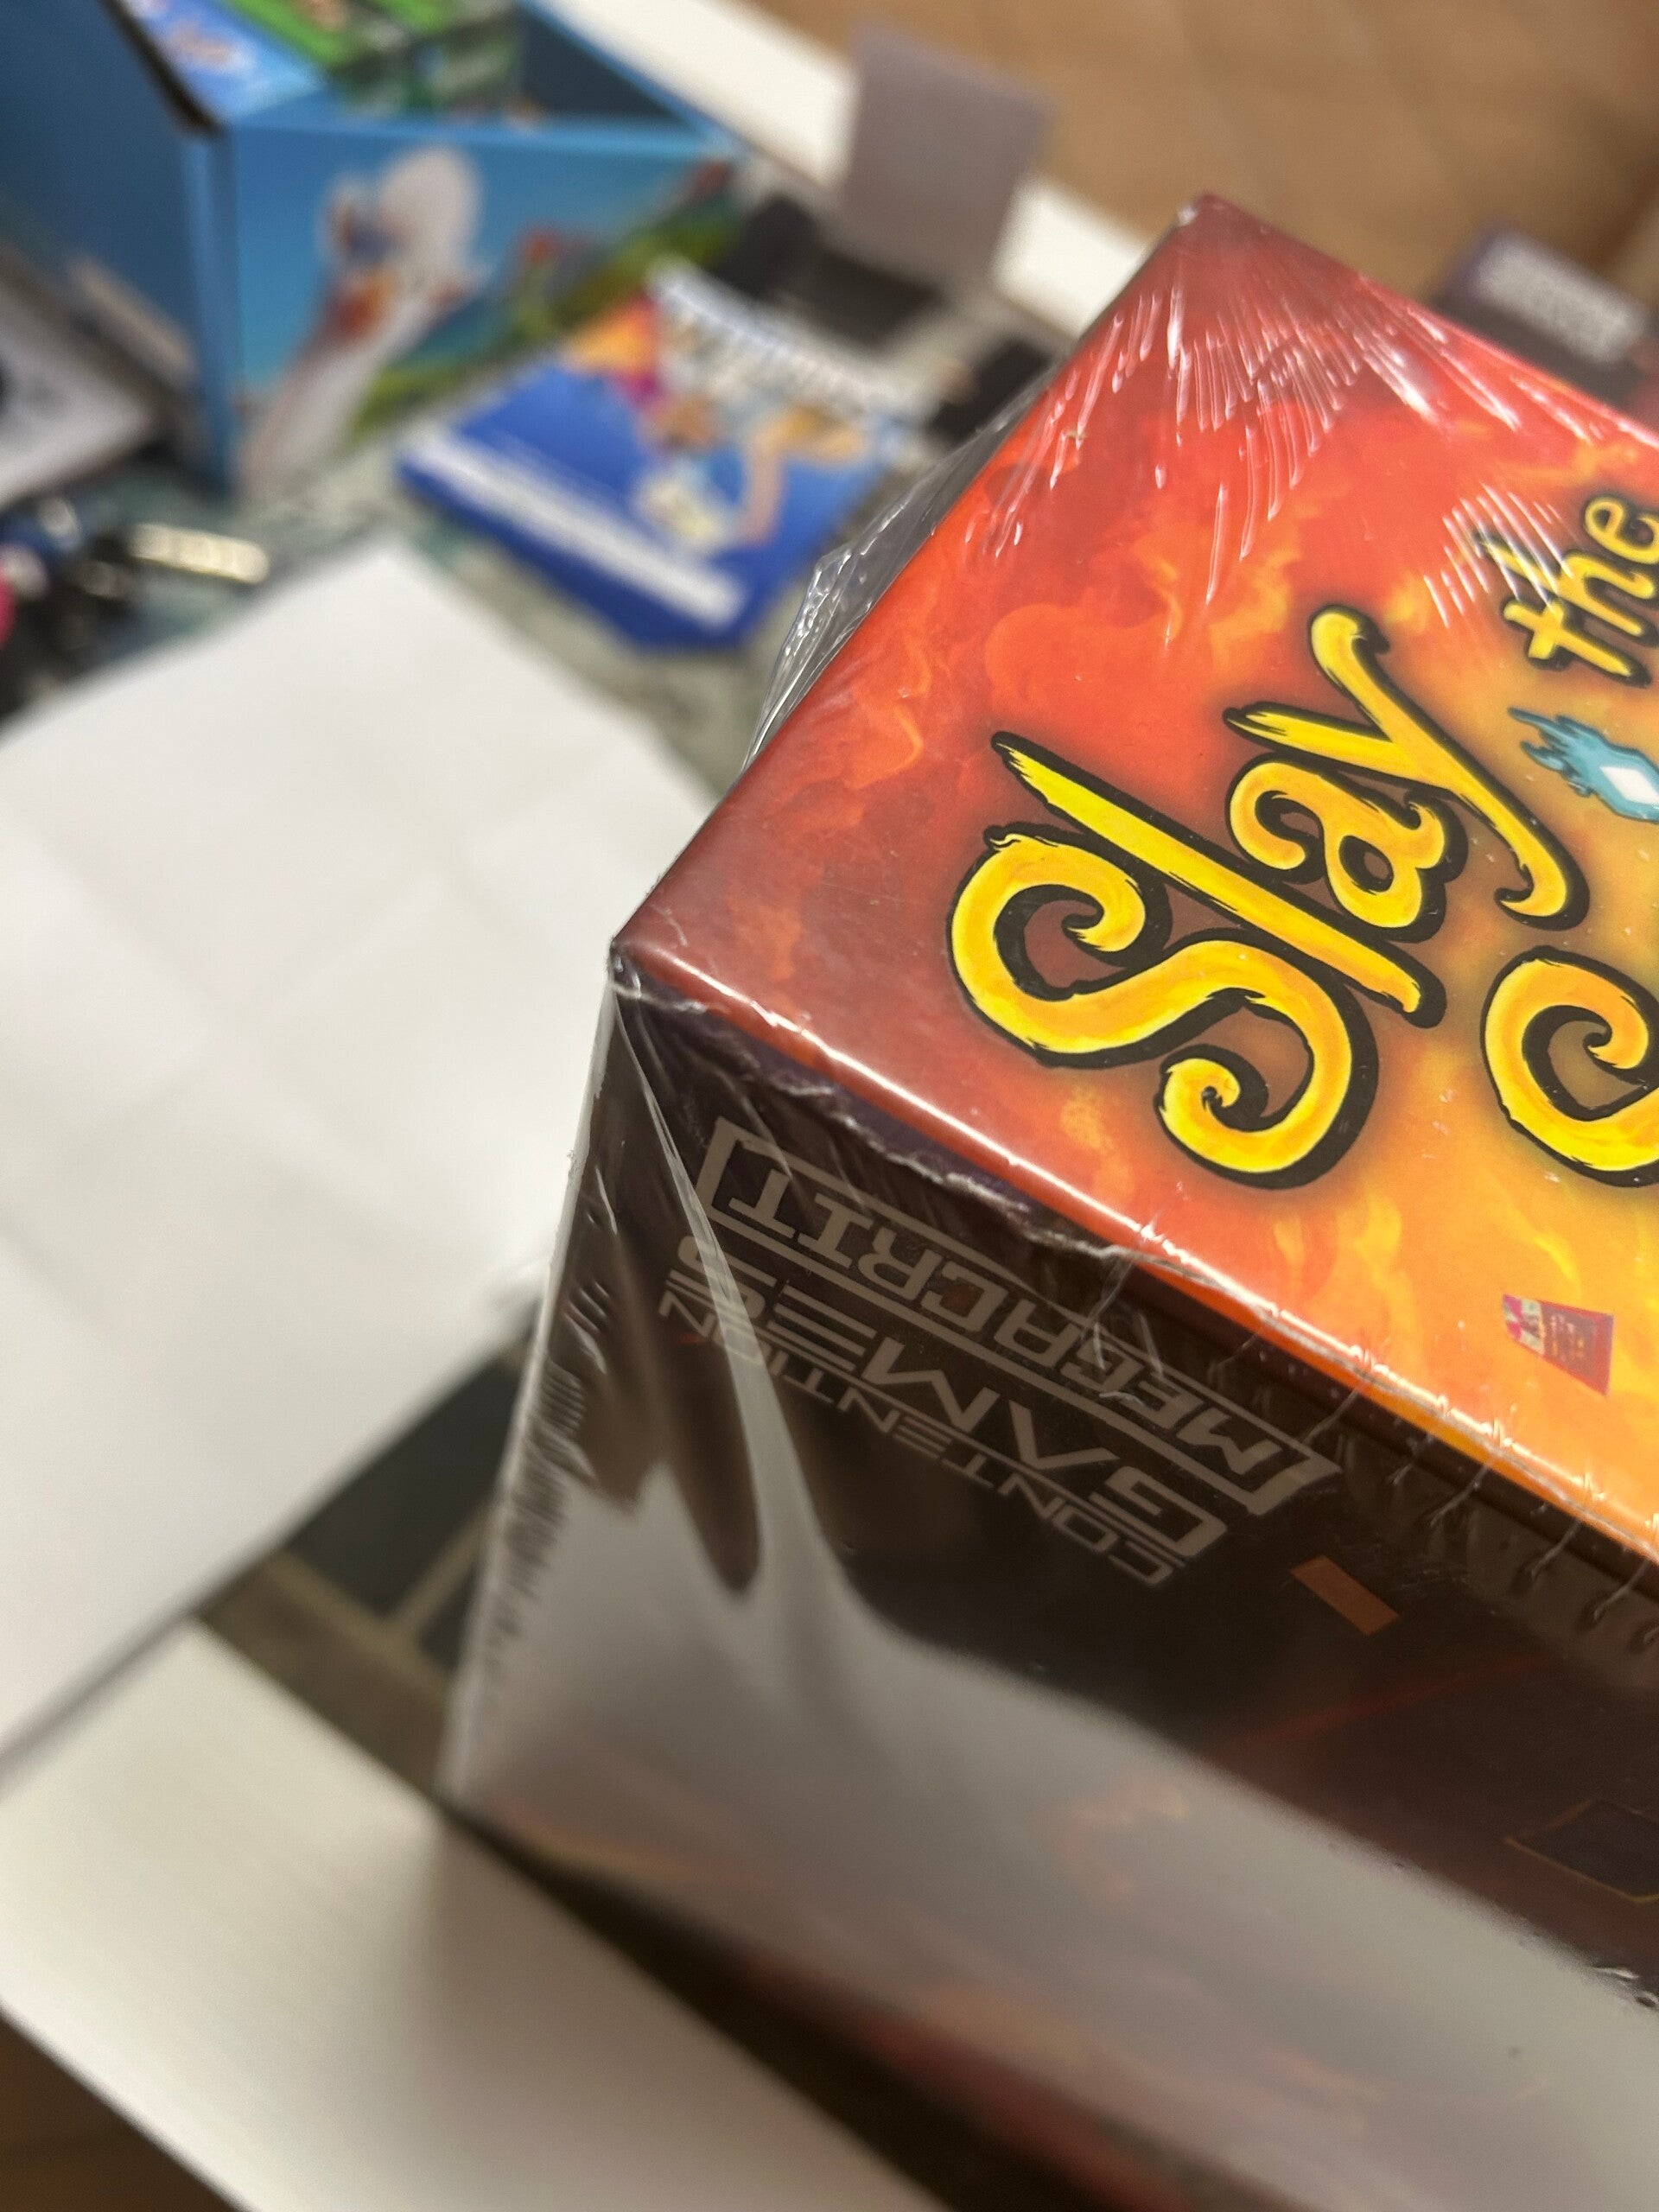 Slay
the
S
MEGACRIT
CONTENTION
GAMES